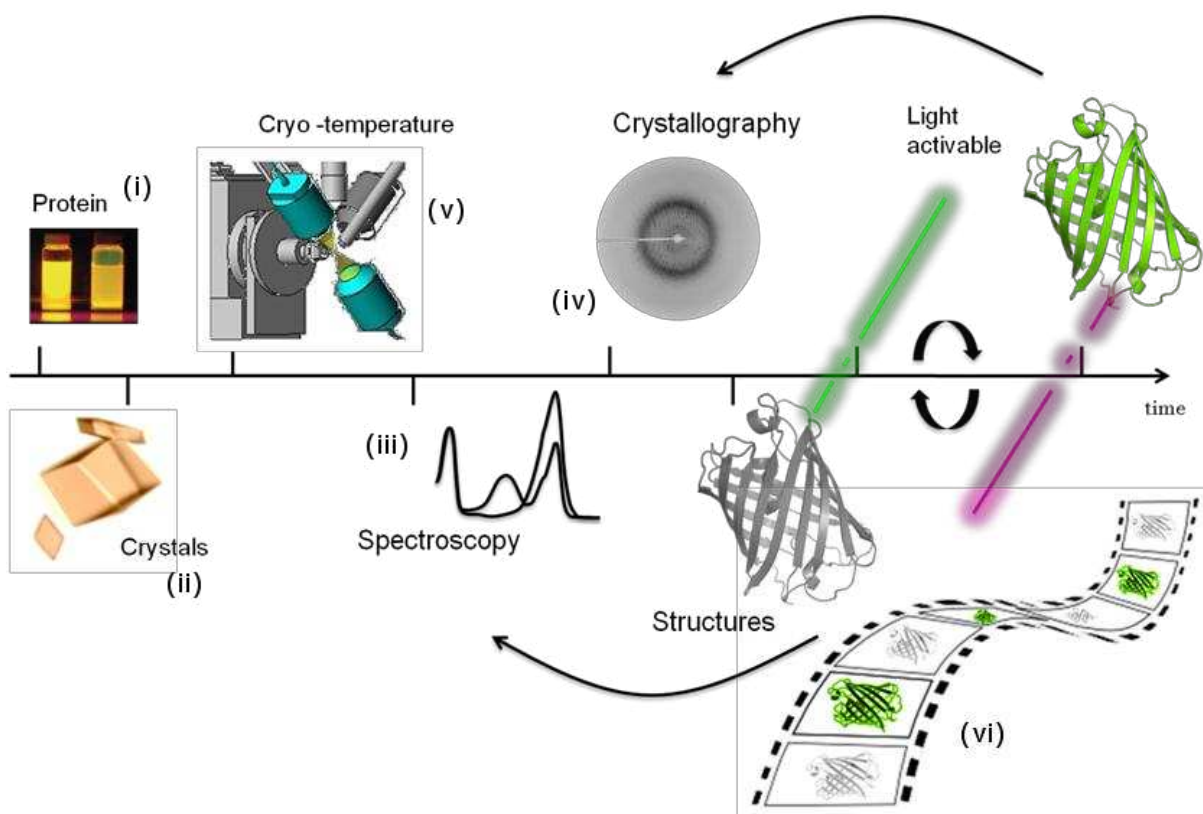 Cryo -temperature
Crystallography
Light
activable
Protein
(i)
(v)
(iv)
time
(iii)
Crystals
(ii)
Spectroscopy
Structures
(vi)